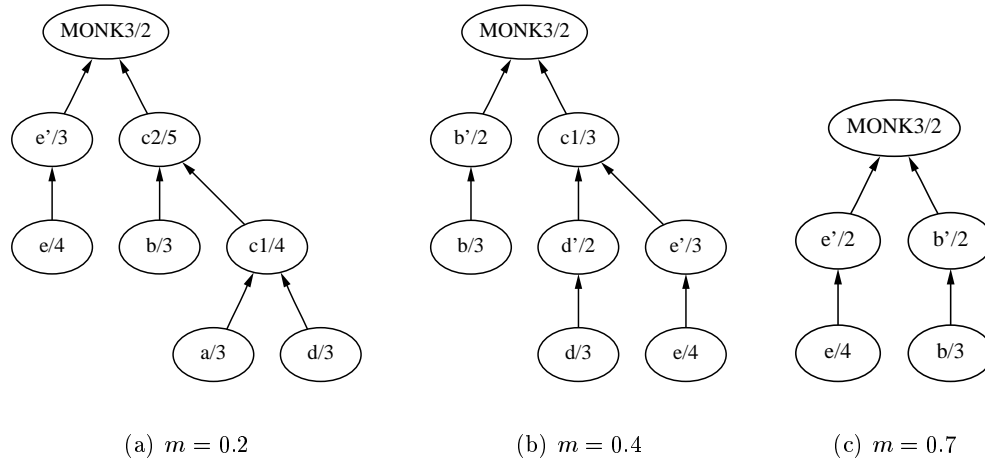 MONK3/2 MONK3/2
MONK3/2
e'/3 c2/5 b'/2 c1/3
e'/2 b'/2
e/4 b/3 c1/4 b/3 d'/2 e'/3
a/3 d/3 d/3 e/4 e/4 b/3
(a) m = 0.2 (b) m = 0.4 (c) m = 0.7